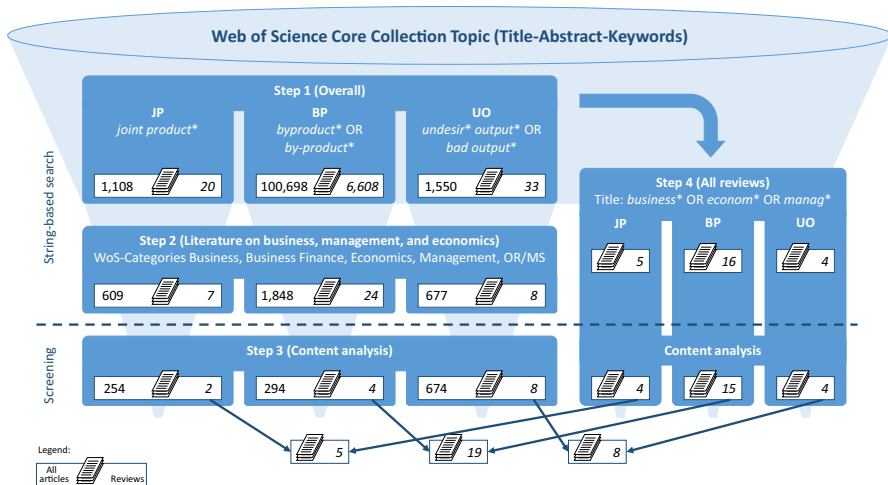 Web of Science Core Collection Topic (Title-Abstract-Keywords)
Step 1 (Overall)
JP
joint product*
BP
byproduct* OR
by-product*
UO
undesir* output* OR
bad output*
1,108 20
100,698 6,608
1,550 33
String-based search
Step 4 (All reviews)
Title: business* OR econom* OR manag*
JP BP UO
5 16 4
Step 2 (Literature on business, management, and economics)
WoS-Categories Business, Business Finance, Economics, Management, OR/MS
609 7
1,848 24
677 8
Screening
Step 3 (Content analysis)
254 2
294 4
674 8
Content analysis
4 15 4
5 19 8
Legend:
All
articles
Reviews